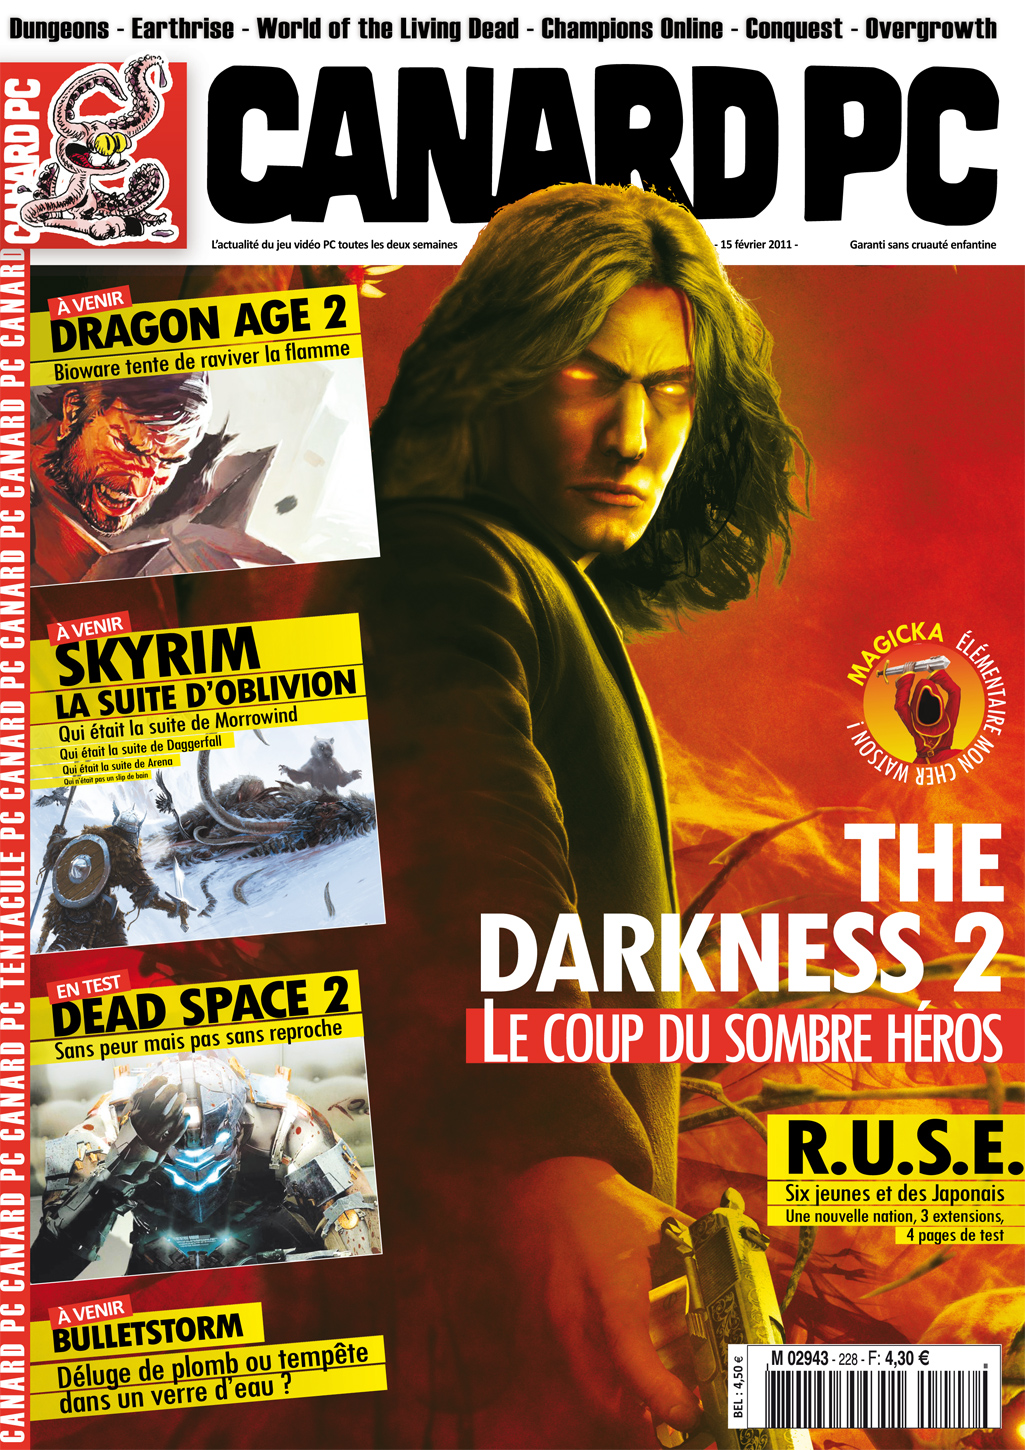 Dungeons - Earthrise - World of the Living Dead - Champions Online - Conquest - Overgrowth
CANARD PC
CANARD PC
L'actualité du jeu vidéo PC toutes les deux semaines
- 15 février 2011 -
Garanti sans cruauté enfantine
À VENIR
DRAGON AGE 2
Bioware tente de raviver la flamme
À VENIR
SKYRIM
LA SUITE D'OBLIVION
Qui était la suite de Morrowind
Qui était la suite de Daggerfall
Qui était la suite de Arena
Qui n'était pas un slip de bain
MAGICKA
ÉLÉMENTAIRE MON CHER WATSON !
THE
DARKNESS 2
LE COUP DU SOMBRE HÉROS
EN TEST
DEAD SPACE 2
Sans peur mais pas sans reproche
R.U.S.E.
Six jeunes et des Japonais
Une nouvelle nation, 3 extensions,
4 pages de test
À VENIR
BULLETSTORM
Déluge de plomb ou tempête
dans un verre d'eau ?
BEL : 4,50 €
M 02943 - 228 - F: 4,30 €
CANARD PC CANARD PC CANARD PC TENTACULE PC CANARD PC CANARD PC CANARD PC CANARD